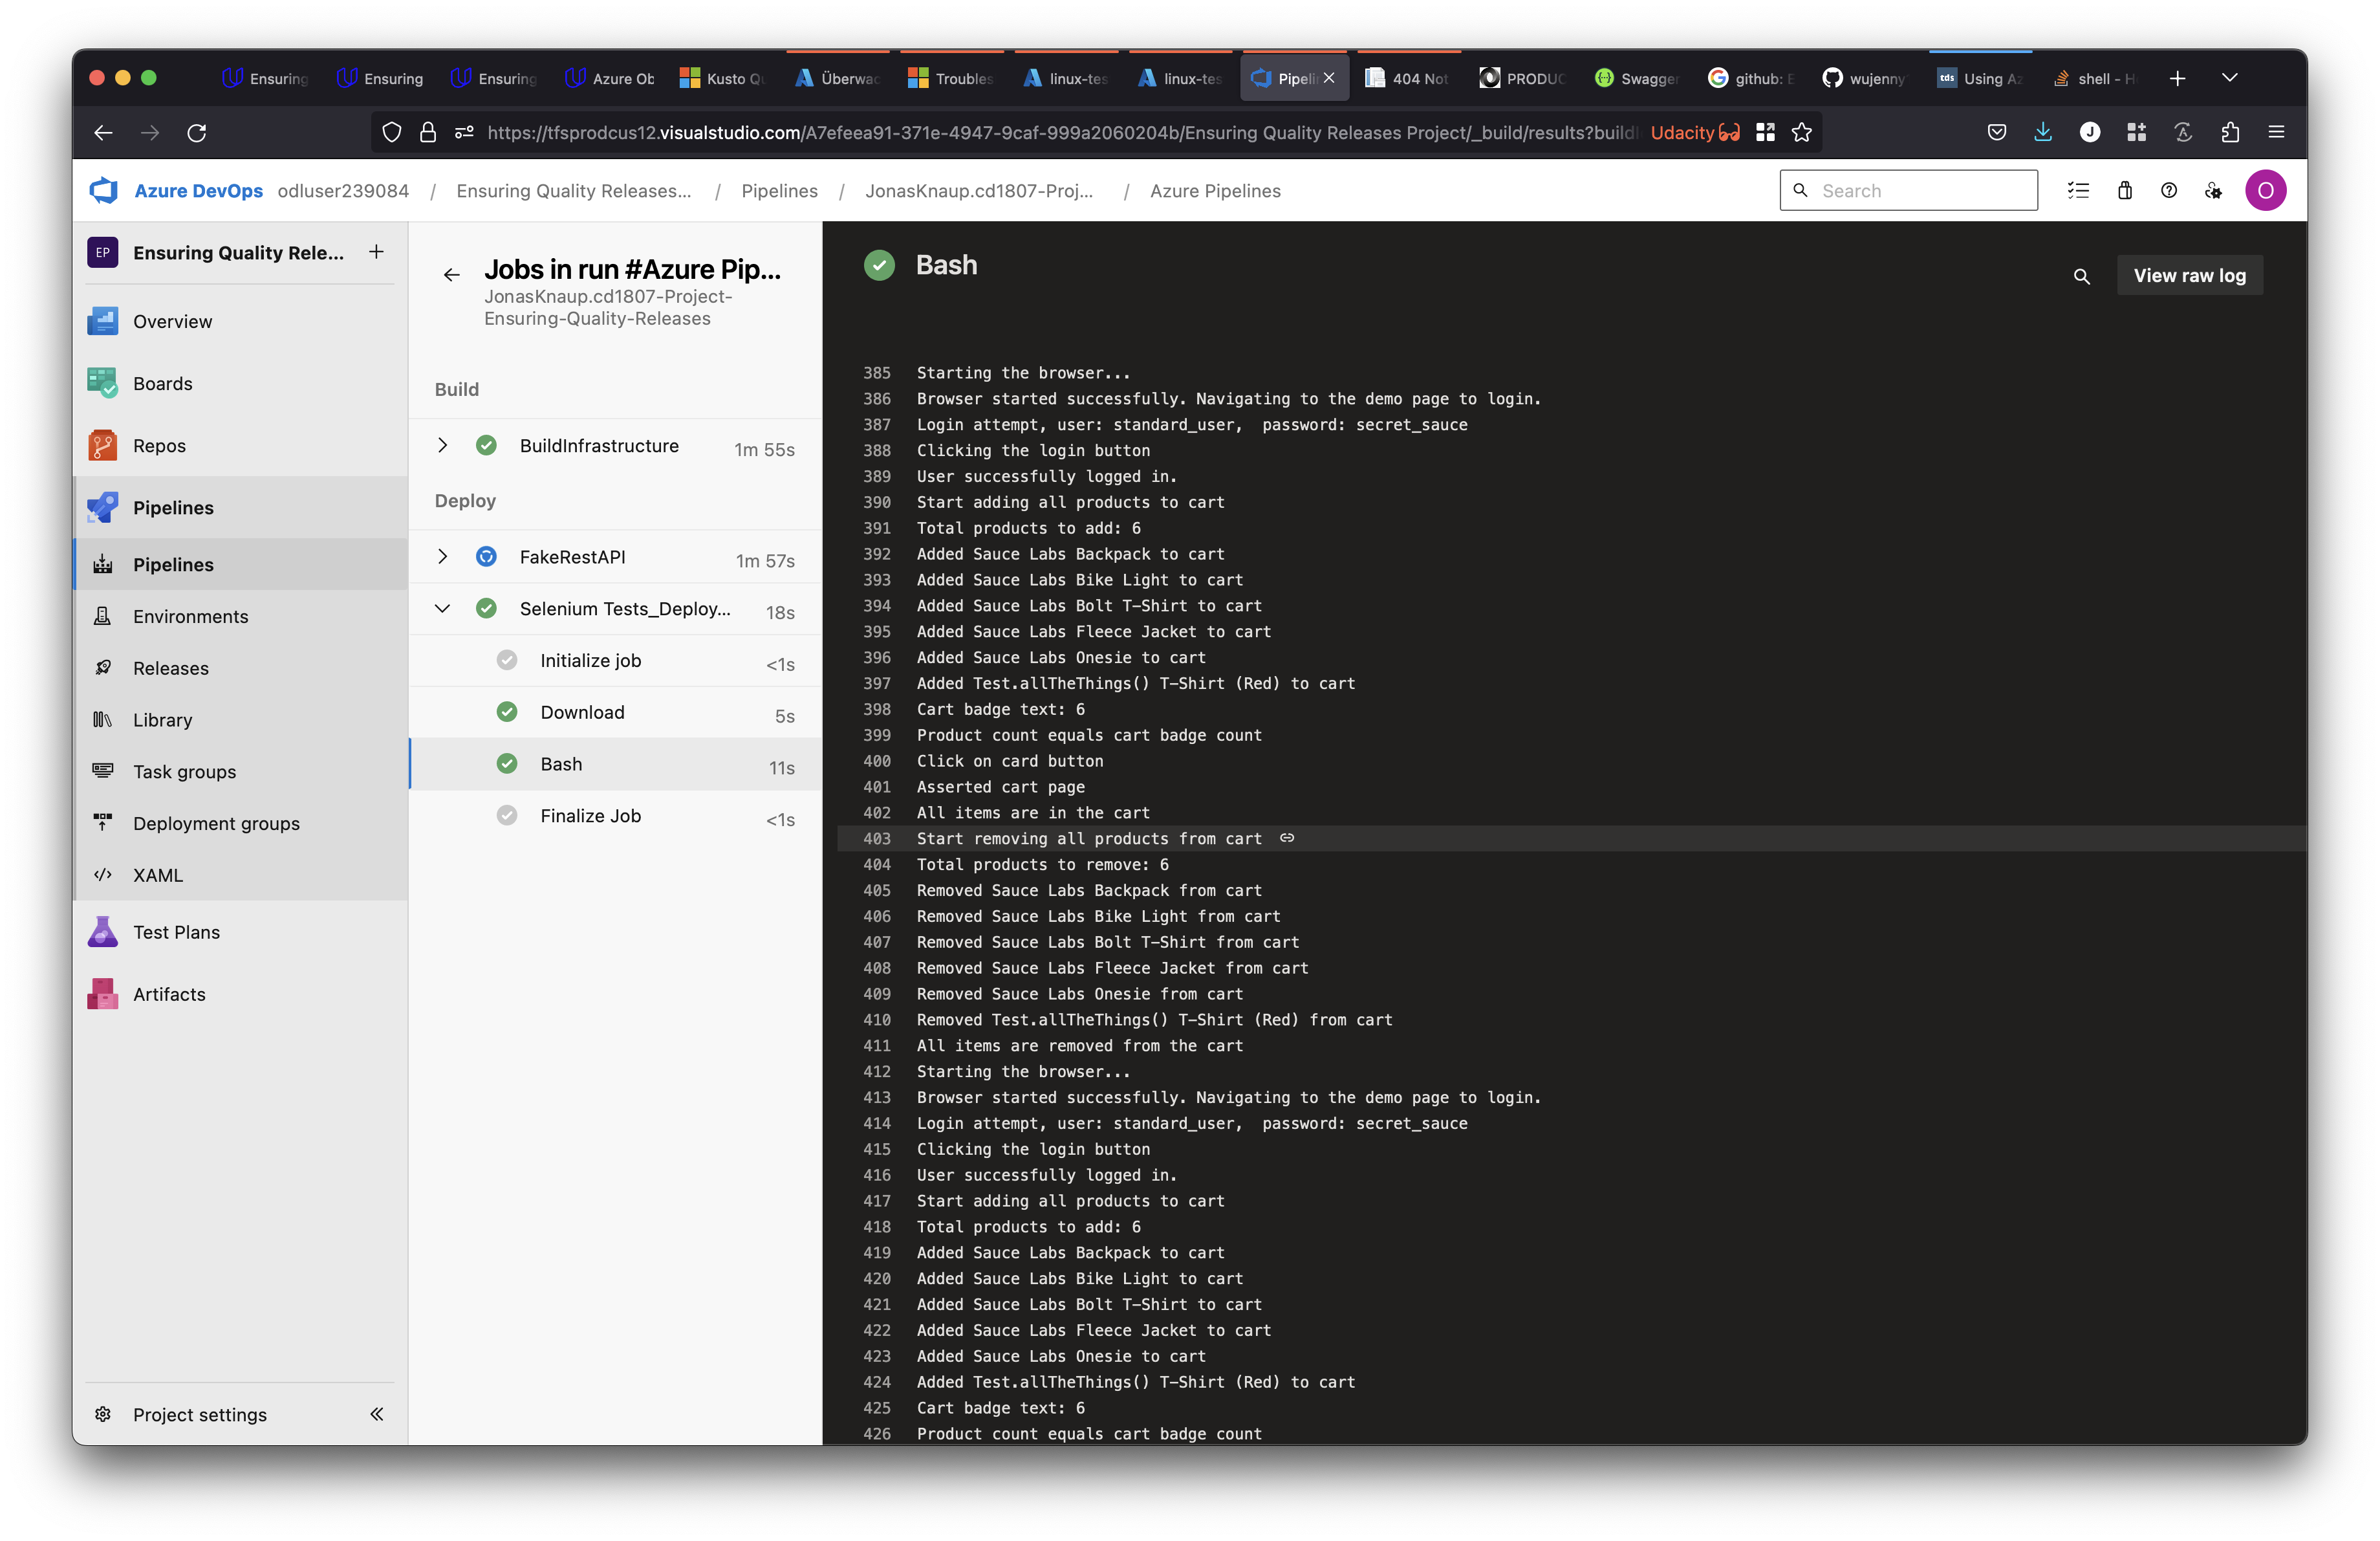 Ensuring
Ensuring
Ensuring
Azure Ob
Kusto Qu
Überwac
Troubles
linux-tes
linux-tes
Pipelin
404 Not
PRODUC
Swagger
github: E
wujenny
Using Az
shell - H
https://tfsprodcus12.visualstudio.com/A7efeea91-371e-4947-9caf-999a2060204b/Ensuring Quality Releases Project/_build/results?build
Udacity
J
Azure DevOps odluser239084 / Ensuring Quality Releases... / Pipelines / JonasKnaup.cd1807-Proj... / Azure Pipelines
Search
O
EP Ensuring Quality Rele...
Overview
Boards
Repos
Pipelines
Pipelines
Environments
Releases
Library
Task groups
Deployment groups
XAML
Test Plans
Artifacts
Project settings
Jobs in run #Azure Pip...
JonasKnaup.cd1807-Project-
Ensuring-Quality-Releases
Build
BuildInfrastructure 1m 55s
Deploy
FakeRestAPI 1m 57s
Selenium Tests_Deploy... 18s
Initialize job <1s
Download 5s
Bash 11s
Finalize Job <1s
Bash
View raw log
385 Starting the browser...
386 Browser started successfully. Navigating to the demo page to login.
387 Login attempt, user: standard_user,  password: secret_sauce
388 Clicking the login button
389 User successfully logged in.
390 Start adding all products to cart
391 Total products to add: 6
392 Added Sauce Labs Backpack to cart
393 Added Sauce Labs Bike Light to cart
394 Added Sauce Labs Bolt T-Shirt to cart
395 Added Sauce Labs Fleece Jacket to cart
396 Added Sauce Labs Onesie to cart
397 Added Test.allTheThings() T-Shirt (Red) to cart
398 Cart badge text: 6
399 Product count equals cart badge count
400 Click on card button
401 Asserted cart page
402 All items are in the cart
403 Start removing all products from cart
404 Total products to remove: 6
405 Removed Sauce Labs Backpack from cart
406 Removed Sauce Labs Bike Light from cart
407 Removed Sauce Labs Bolt T-Shirt from cart
408 Removed Sauce Labs Fleece Jacket from cart
409 Removed Sauce Labs Onesie from cart
410 Removed Test.allTheThings() T-Shirt (Red) from cart
411 All items are removed from the cart
412 Starting the browser...
413 Browser started successfully. Navigating to the demo page to login.
414 Login attempt, user: standard_user,  password: secret_sauce
415 Clicking the login button
416 User successfully logged in.
417 Start adding all products to cart
418 Total products to add: 6
419 Added Sauce Labs Backpack to cart
420 Added Sauce Labs Bike Light to cart
421 Added Sauce Labs Bolt T-Shirt to cart
422 Added Sauce Labs Fleece Jacket to cart
423 Added Sauce Labs Onesie to cart
424 Added Test.allTheThings() T-Shirt (Red) to cart
425 Cart badge text: 6
426 Product count equals cart badge count